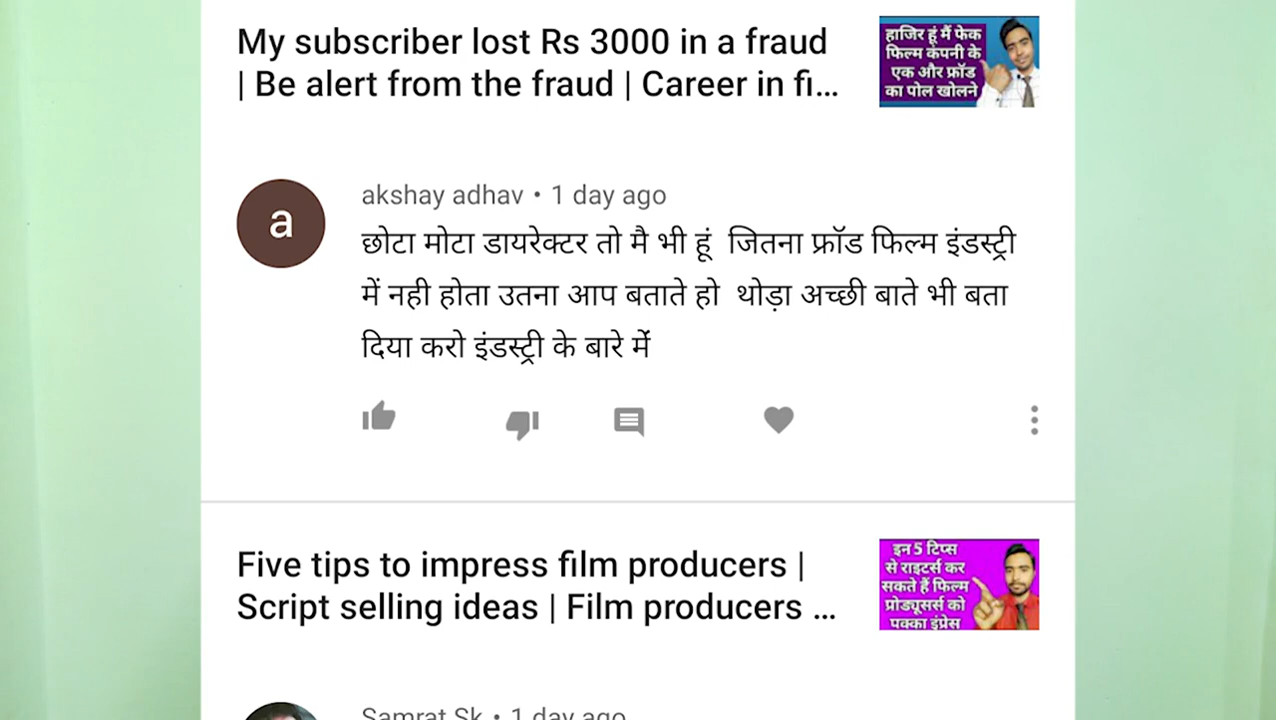 My subscriber lost Rs 3000 in a fraud
| Be alert from the fraud | Career in fi...
हाजिर हूं मैं फेक
फिल्म कंपनी के
एक और फ्रॉड
का पोल खोलने
a
akshay adhav • 1 day ago
छोटा मोटा डायरेक्टर तो मै भी हूं जितना फ्रॉड फिल्म इंडस्ट्री
में नही होता उतना आप बताते हो थोड़ा अच्छी बाते भी बता
दिया करो इंडस्ट्री के बारे में
Five tips to impress film producers |
Script selling ideas | Film producers ...
इन 5 टिप्स
से राइटर्स कर
सकते हैं फिल्म
प्रोड्यूसर्स को
पक्का इंप्रेस
Samrat Sk • 1 day ago